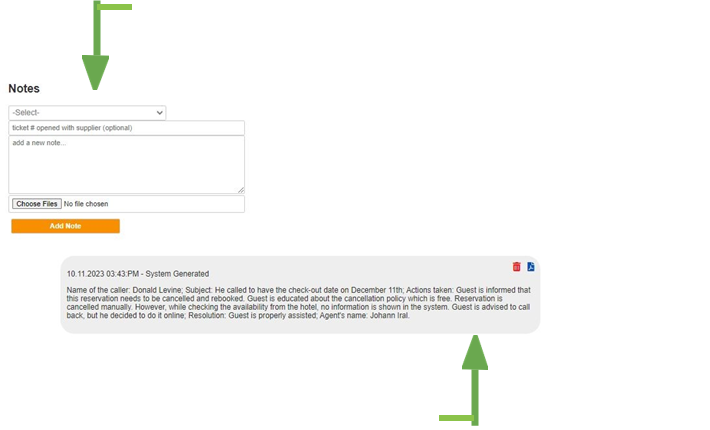 Notes
-Select-
ticket # opened with supplier (optional)
add a new note...
Choose Files No file chosen
Add Note
10.11.2023 03:43:PM - System Generated
Name of the caller: Donald Levine; Subject: He called to have the check-out date on December 11th; Actions taken: Guest is informed that
this reservation needs to be cancelled and rebooked. Guest is educated about the cancellation policy which is free. Reservation is
cancelled manually. However, while checking the availability from the hotel, no information is shown in the system. Guest is advised to call
back, but he decided to do it online; Resolution: Guest is properly assisted; Agent's name: Johann Iral.